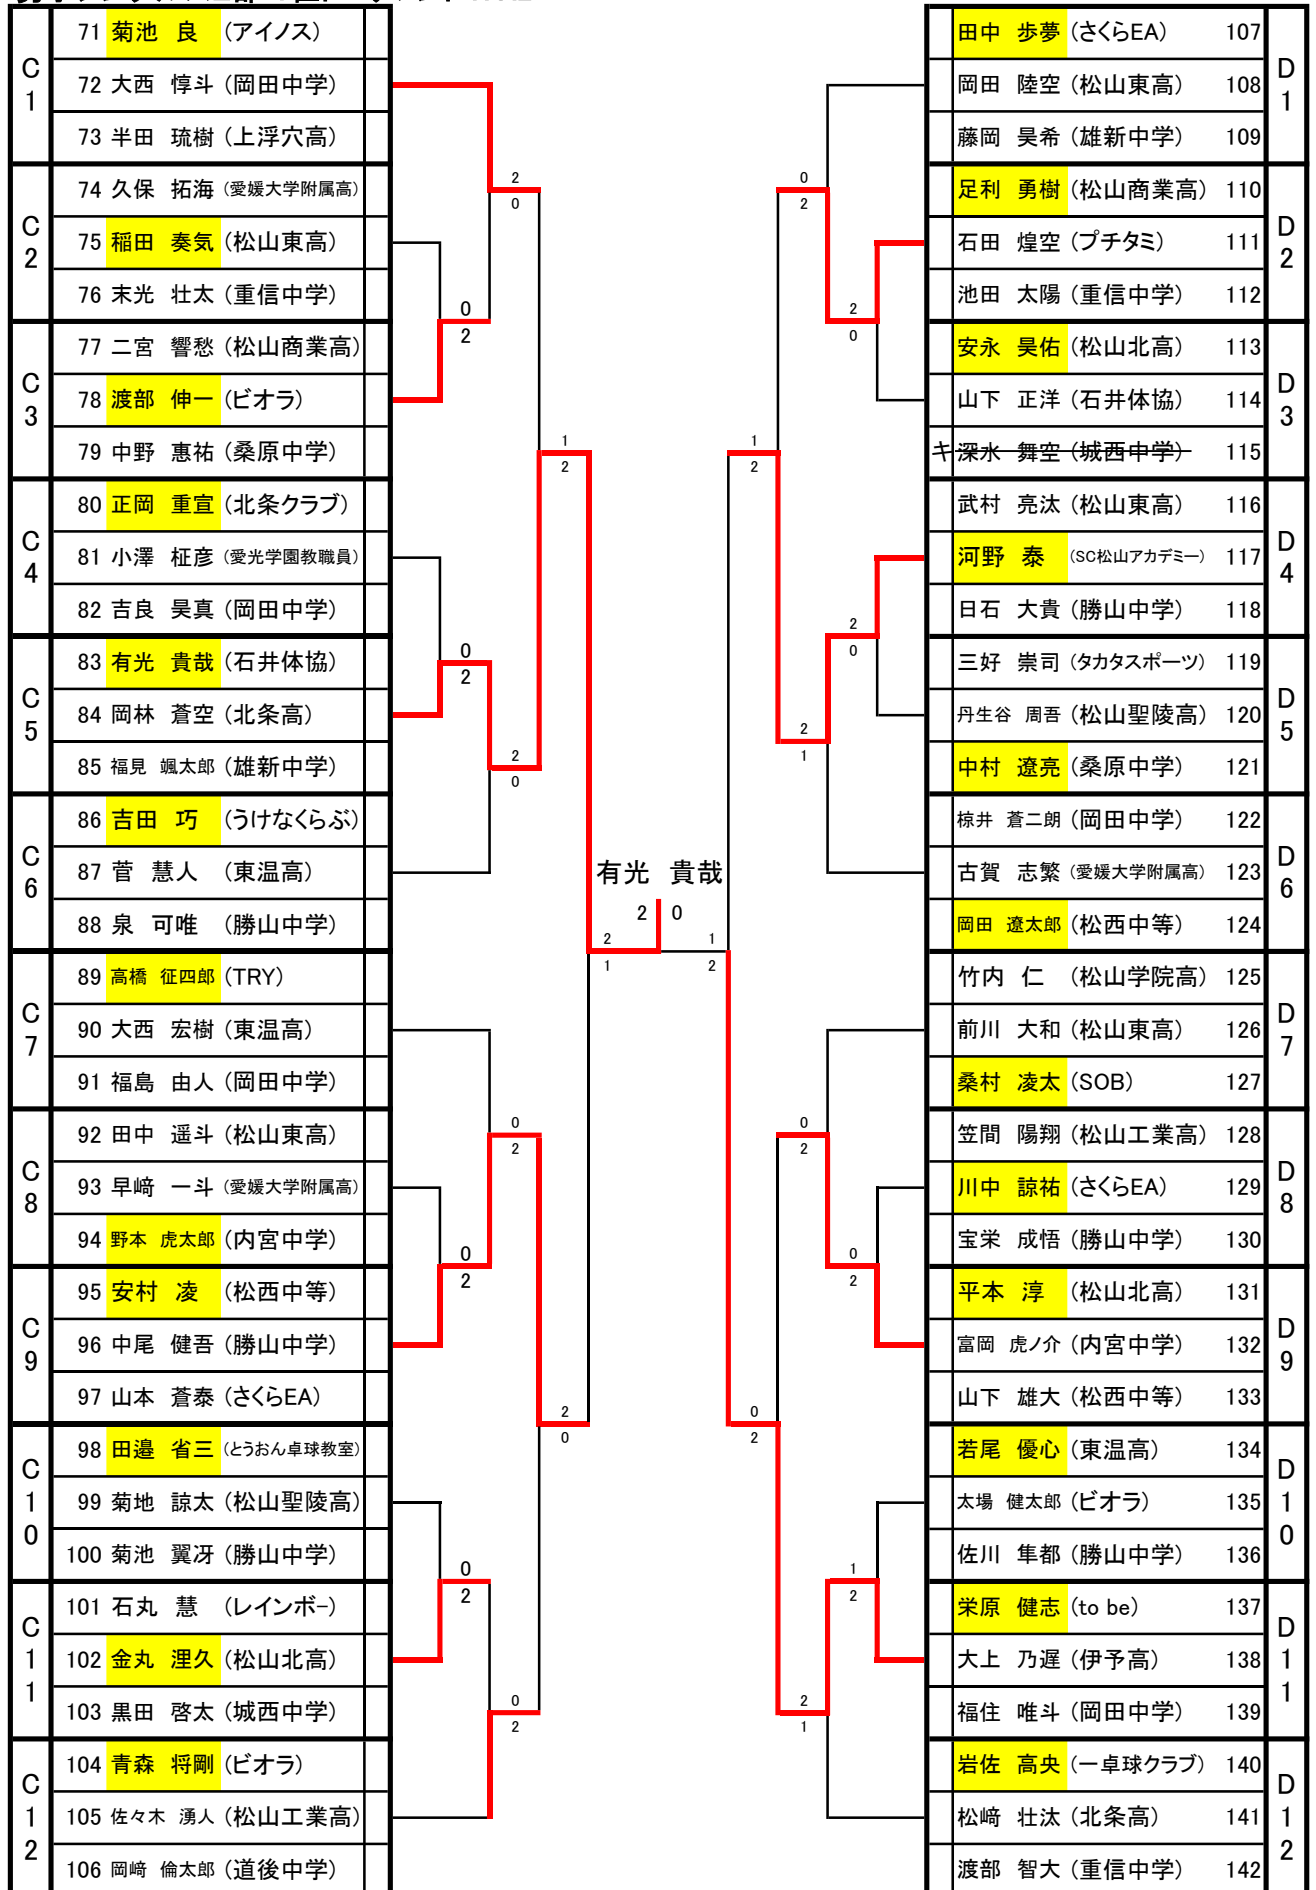 C1
71 菊池 良 (アイノス)
72 大西 惇斗 (岡田中学)
73 半田 琉樹 (上浮穴高)
C2
74 久保 拓海 (愛媛大学附属高)
75 稲田 奏気 (松山東高)
76 末光 壮太 (重信中学)
C3
77 二宮 響愁 (松山商業高)
78 渡部 伸一 (ビオラ)
79 中野 惠祐 (桑原中学)
C4
80 正岡 重宣 (北条クラブ)
81 小澤 柾彦 (愛光学園教職員)
82 吉良 昊真 (岡田中学)
C5
83 有光 貴哉 (石井体協)
84 岡林 蒼空 (北条高)
85 福見 颯太郎 (雄新中学)
C6
86 吉田 巧 (うけなくらぶ)
87 菅 慧人 (東温高)
88 泉 可唯 (勝山中学)
C7
89 高橋 征四郎 (TRY)
90 大西 宏樹 (東温高)
91 福島 由人 (岡田中学)
C8
92 田中 遥斗 (松山東高)
93 早﨑 一斗 (愛媛大学附属高)
94 野本 虎太郎 (内宮中学)
C9
95 安村 凌 (松西中等)
96 中尾 健吾 (勝山中学)
97 山本 蒼泰 (さくらEA)
C10
98 田邉 省三 (とうおん卓球教室)
99 菊地 諒太 (松山聖陵高)
100 菊池 翼冴 (勝山中学)
C11
101 石丸 慧 (レインボー)
102 金丸 浬久 (松山北高)
103 黒田 啓太 (城西中学)
C12
104 青森 将剛 (ビオラ)
105 佐々木 湧人 (松山工業高)
106 岡﨑 倫太郎 (道後中学)
2
0
0
2
1
2
0
2
2
0
2
1
0
2
0
2
2
0
0
2
0
2
有光 貴哉
2 0
0
2
2
0
1
2
2
0
2
1
1
2
0
2
0
2
0
2
1
2
2
1
田中 歩夢 (さくらEA) 107
岡田 陸空 (松山東高) 108
藤岡 昊希 (雄新中学) 109
D1
足利 勇樹 (松山商業高) 110
石田 煌空 (プチタミ) 111
池田 太陽 (重信中学) 112
D2
安永 昊佑 (松山北高) 113
山下 正洋 (石井体協) 114
キ 深水 舞空 (城西中学) 115
D3
武村 亮汰 (松山東高) 116
河野 泰 (SC松山アカデミー) 117
日石 大貴 (勝山中学) 118
D4
三好 崇司 (タカタスポーツ) 119
丹生谷 周吾 (松山聖陵高) 120
中村 遼亮 (桑原中学) 121
D5
椋井 蒼二朗 (岡田中学) 122
古賀 志繁 (愛媛大学附属高) 123
岡田 遼太郎 (松西中等) 124
D6
竹内 仁 (松山学院高) 125
前川 大和 (松山東高) 126
桑村 凌太 (SOB) 127
D7
笠間 陽翔 (松山工業高) 128
川中 諒祐 (さくらEA) 129
宝栄 成悟 (勝山中学) 130
D8
平本 淳 (松山北高) 131
富岡 虎ノ介 (内宮中学) 132
山下 雄大 (松西中等) 133
D9
若尾 優心 (東温高) 134
太場 健太郎 (ビオラ) 135
佐川 隼都 (勝山中学) 136
D10
栄原 健志 (to be) 137
大上 乃遅 (伊予高) 138
福住 唯斗 (岡田中学) 139
D11
岩佐 高央 (一卓球クラブ) 140
松﨑 壮汰 (北条高) 141
渡部 智大 (重信中学) 142
D12